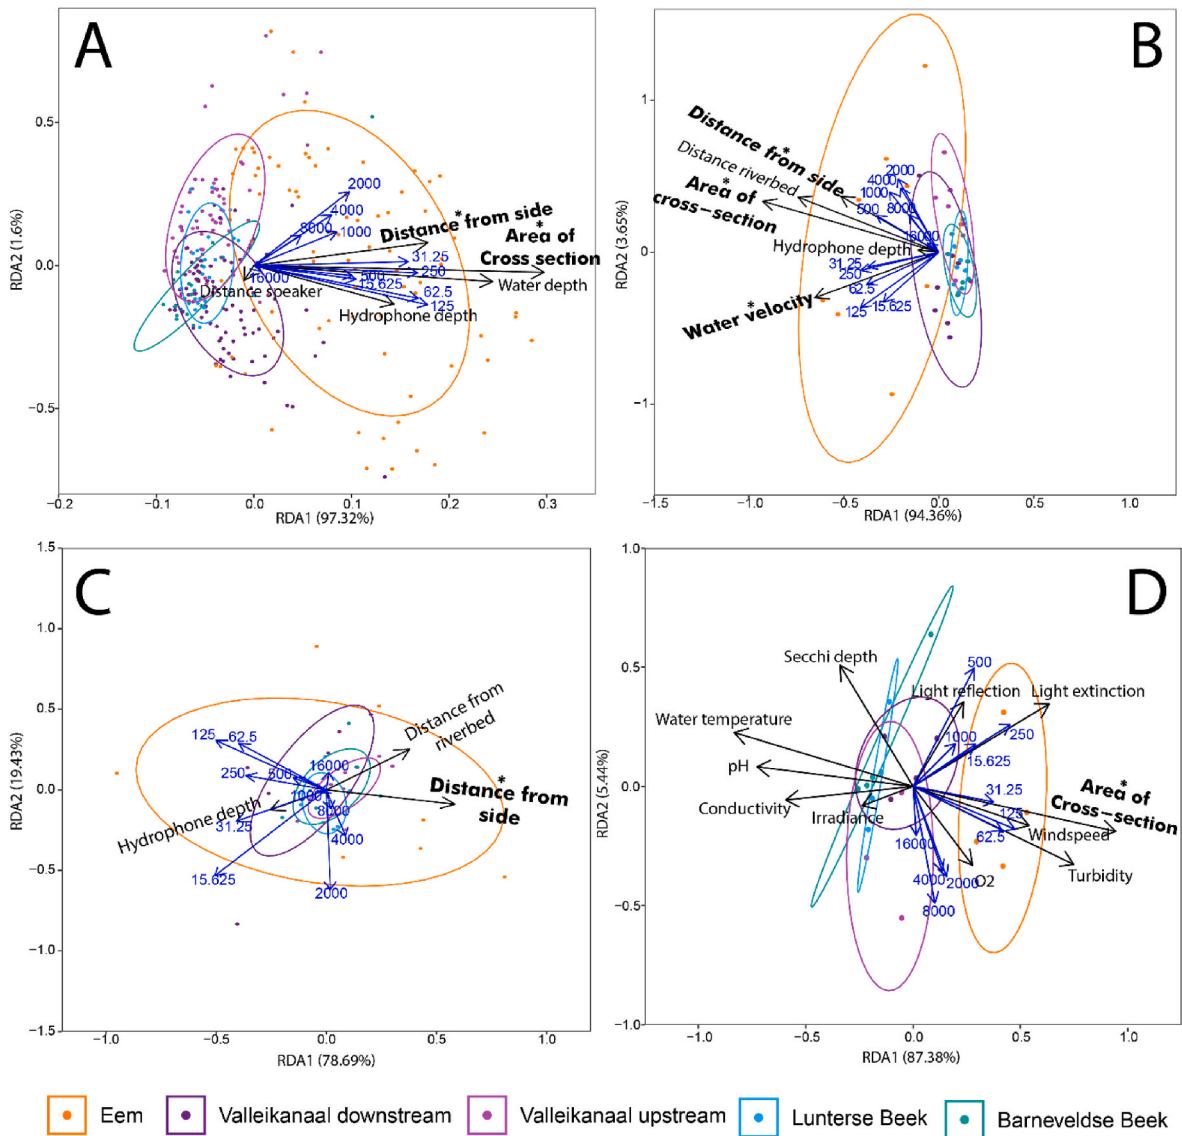 A
RDA2 (1.6%)
0.5
0.0
−0.5
2000
4000
8000
1000
Distance from side
*
Area of
*
Cross section
31.25
250
500
15.625
Water depth
16000
Distance speaker
62.5
125
Hydrophone depth
−0.2
−0.1
0.0
0.1
0.2
0.3
RDA1 (97.32%)
B
RDA2 (3.65%)
1
0
−1
Distance from side
*
Distance riverbed
*
Area of
cross−section
2000
4000
1000
8000
500
16000
Hydrophone depth
31.25
250
62.5
125
15.625
*
Water velocity
−1.5
−1.0
−0.5
0.0
0.5
1.0
RDA1 (94.36%)
C
RDA2 (19.43%)
1.5
1.0
0.5
0.0
−0.5
−1.0
−1.5
Distance from
riverbed
125
62.5
250
500
16000
1000
8000
4000
Hydrophone depth
31.25
15.625
2000
*
Distance from
side
−1.0
−0.5
0.0
0.5
1.0
RDA1 (78.69%)
D
RDA2 (5.44%)
1.0
0.5
0.0
−0.5
−1.0
Secchi depth
500
Light reflection
Light extinction
Water temperature
1000
250
15.625
pH
31.25
*
Area of
Cross−section
Conductivity
Irradiance
125
62.5
Windspeed
16000
4000
2000
O2
Turbidity
8000
−1.0
−0.5
0.0
0.5
1.0
RDA1 (87.38%)
Eem
Valleikanaal downstream
Valleikanaal upstream
Lunterse Beek
Barneveldse Beek